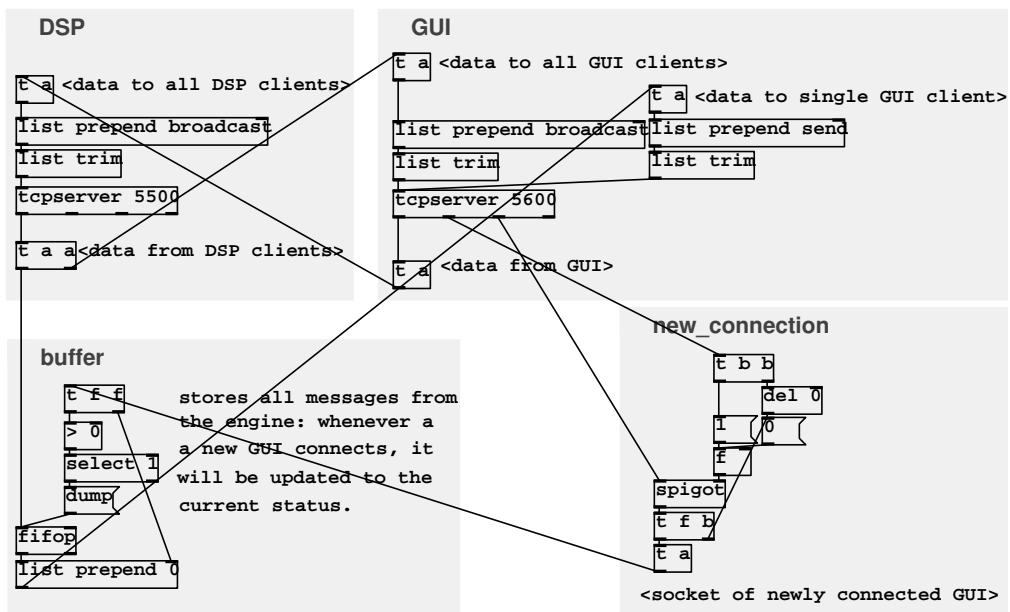 DSP
t a <data to all DSP clients>
list prepend broadcast
list trim
tcpserver 5500
t a a <data from DSP clients>
GUI
t a <data to all GUI clients>
t a <data to single GUI client>
list prepend broadcast
list prepend send
list trim
list trim
tcpserver 5600
t a <data from GUI>
buffer
t f f
> 0
select 1
dump
fifop
list prepend 0
stores all messages from
the engine: whenever a
a new GUI connects, it
will be updated to the
current status.
new_connection
t b b
del 0
1
0
f
spigot
t f b
t a
<socket of newly connected GUI>